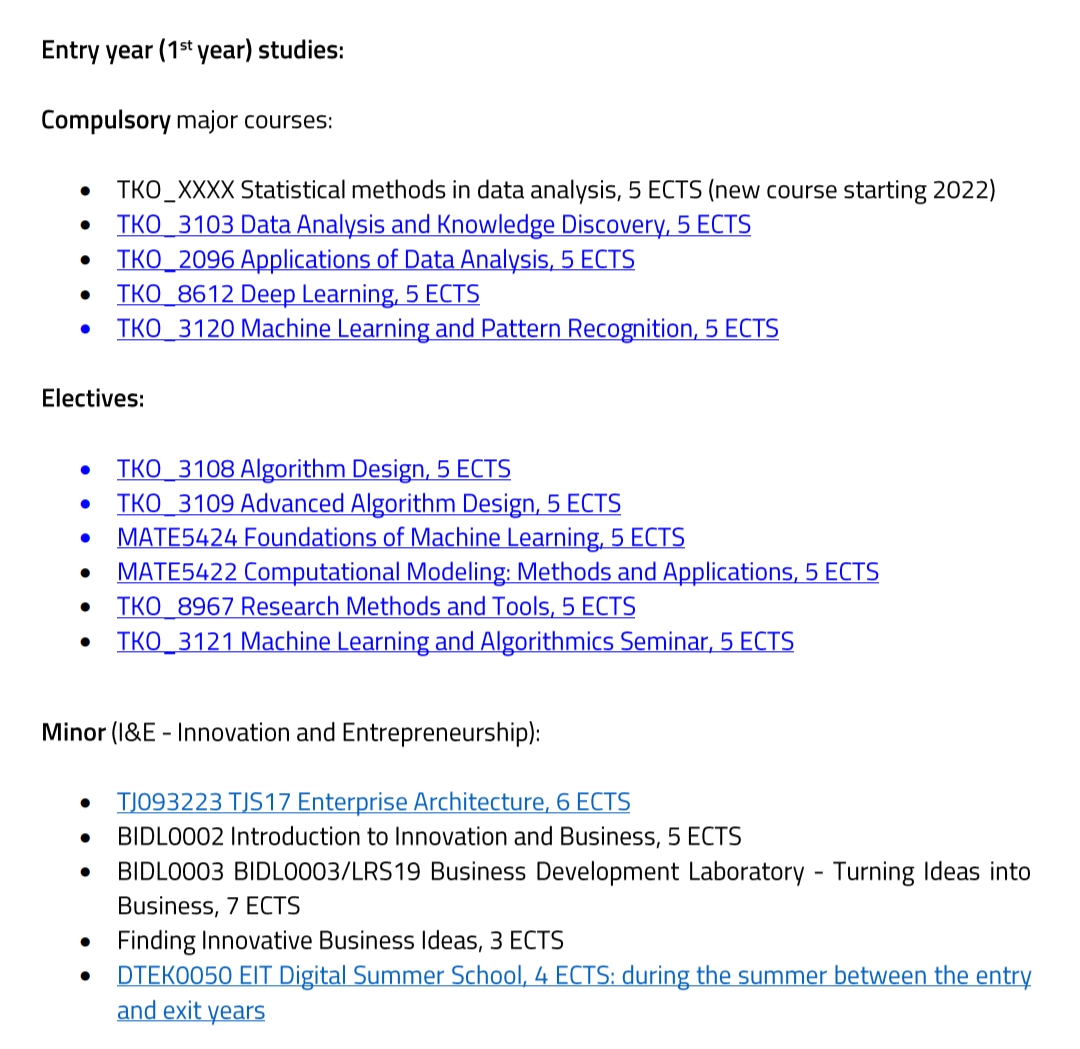 Entry year (1st year) studies:
Compulsory major courses:
• TKO_XXXX Statistical methods in data analysis, 5 ECTS (new course starting 2022)
• TKO_3103 Data Analysis and Knowledge Discovery, 5 ECTS
• TKO_2096 Applications of Data Analysis, 5 ECTS
• TKO_8612 Deep Learning, 5 ECTS
• TKO_3120 Machine Learning and Pattern Recognition, 5 ECTS
Electives:
• TKO_3108 Algorithm Design, 5 ECTS
• TKO_3109 Advanced Algorithm Design, 5 ECTS
• MATE5424 Foundations of Machine Learning, 5 ECTS
• MATE5422 Computational Modeling: Methods and Applications, 5 ECTS
• TKO_8967 Research Methods and Tools, 5 ECTS
• TKO_3121 Machine Learning and Algorithmics Seminar, 5 ECTS
Minor (I&E - Innovation and Entrepreneurship):
• TJ093223 TJS17 Enterprise Architecture, 6 ECTS
• BIDL0002 Introduction to Innovation and Business, 5 ECTS
• BIDL0003 BIDL0003/LRS19 Business Development Laboratory - Turning Ideas into
Business, 7 ECTS
• Finding Innovative Business Ideas, 3 ECTS
• DTEK0050 EIT Digital Summer School, 4 ECTS: during the summer between the entry
and exit years